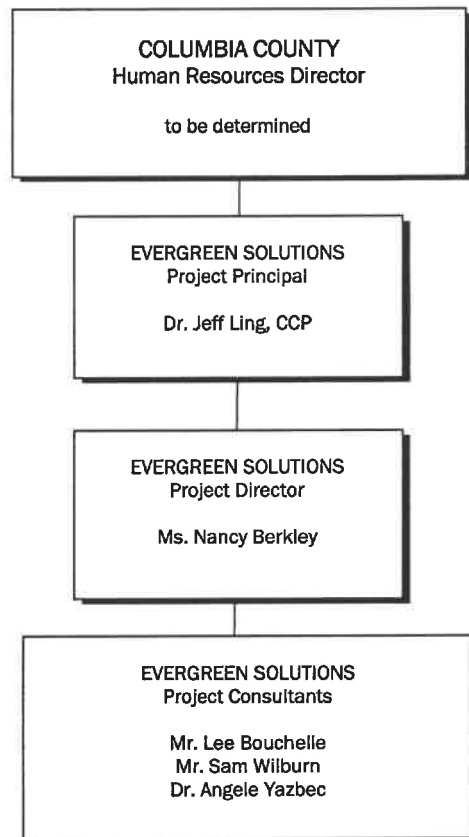 COLUMBIA COUNTY
Human Resources Director
to be determined
EVERGREEN SOLUTIONS
Project Principal
Dr. Jeff Ling, CCP
EVERGREEN SOLUTIONS
Project Director
Ms. Nancy Berkley
EVERGREEN SOLUTIONS
Project Consultants
Mr. Lee Bouchelle
Mr. Sam Wilburn
Dr. Angele Yazbec